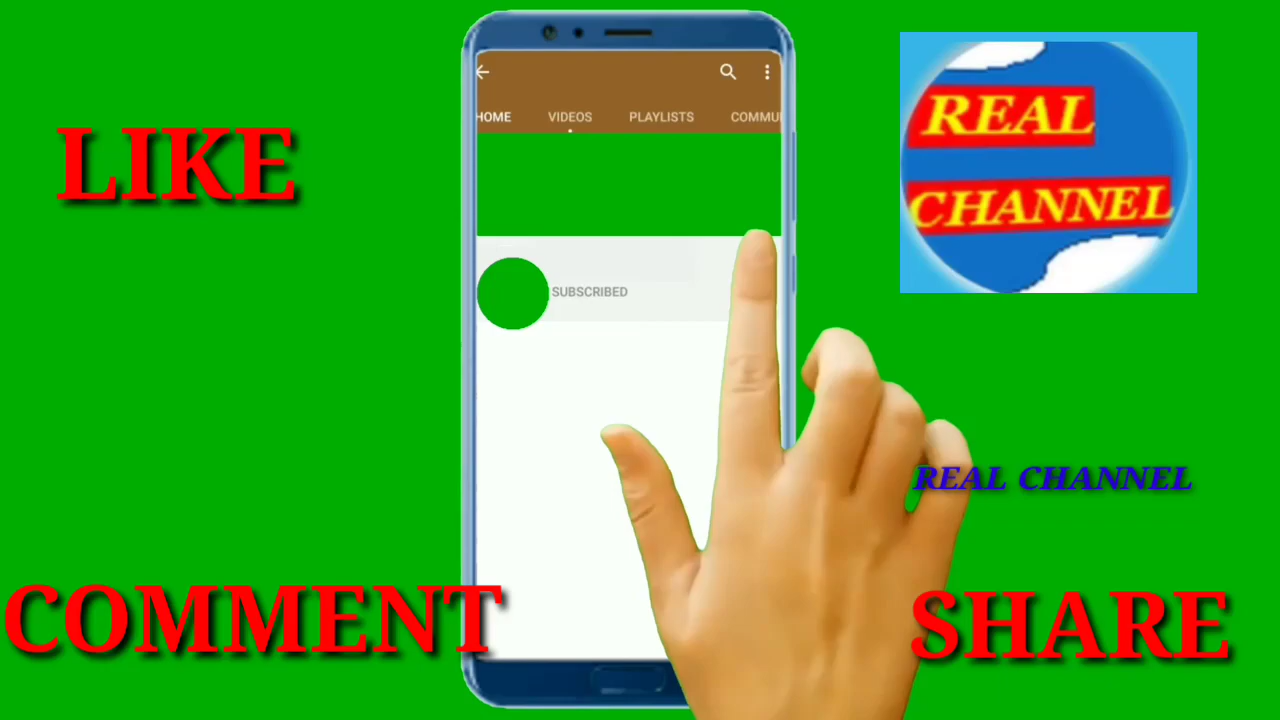 LIKE
HOME VIDEOS PLAYLISTS COMMU
REAL
CHANNEL
SUBSCRIBED
REAL CHANNEL
COMMENT
SHARE